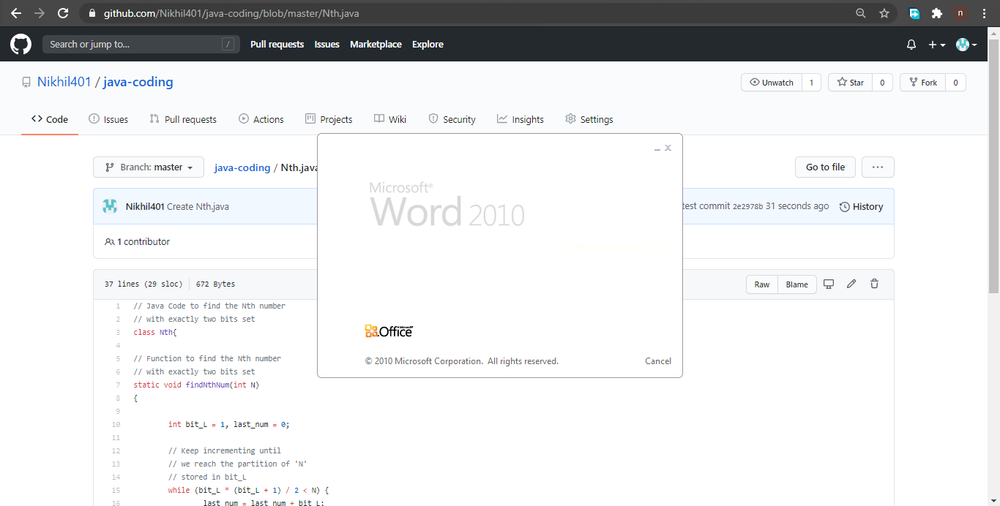 github.com/Nikhil401/java-coding/blob/master/Nth.java
n
Search or jump to...
/
Pull requests Issues Marketplace Explore
Nikhil401 / java-coding
Unwatch 1 Star 0 Fork 0
Code Issues Pull requests Actions Projects Wiki Security Insights Settings
Branch: master java-coding / Nth.java
Go to file
Nikhil401 Create Nth.java
test commit 2e2978b 31 seconds ago History
1 contributor
Microsoft®
Word 2010
Microsoft®
Office
© 2010 Microsoft Corporation. All rights reserved. Cancel
37 lines (29 sloc) 672 Bytes
Raw Blame
1 // Java Code to find the Nth number
2 // with exactly two bits set
3 class Nth{
4
5 // Function to find the Nth number
6 // with exactly two bits set
7 static void findNthNum(int N)
8 {
9
10 int bit_L = 1, last_num = 0;
11
12 // Keep incrementing until
13 // we reach the partition of 'N'
14 // stored in bit_L
15 while (bit_L * (bit_L + 1) / 2 < N) {
16 last_num = last_num + bit_L;